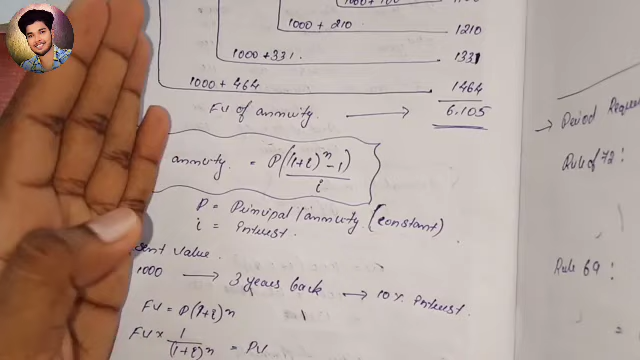 1000 + 210 1210
1000 + 331. 1331
1000 + 464 1464
FV of annuity. → 6,105
annuity. = P((1+i)^n - 1)
i
P = Principal / annuity (constant)
i = Interest.
sent value.
1000 → 3 years back → 10% Interest.
FV = P(1+i)^n
FV × 1/(1+i)^n = PV
→ Period Reque
Rule of 72:
Rule 69: